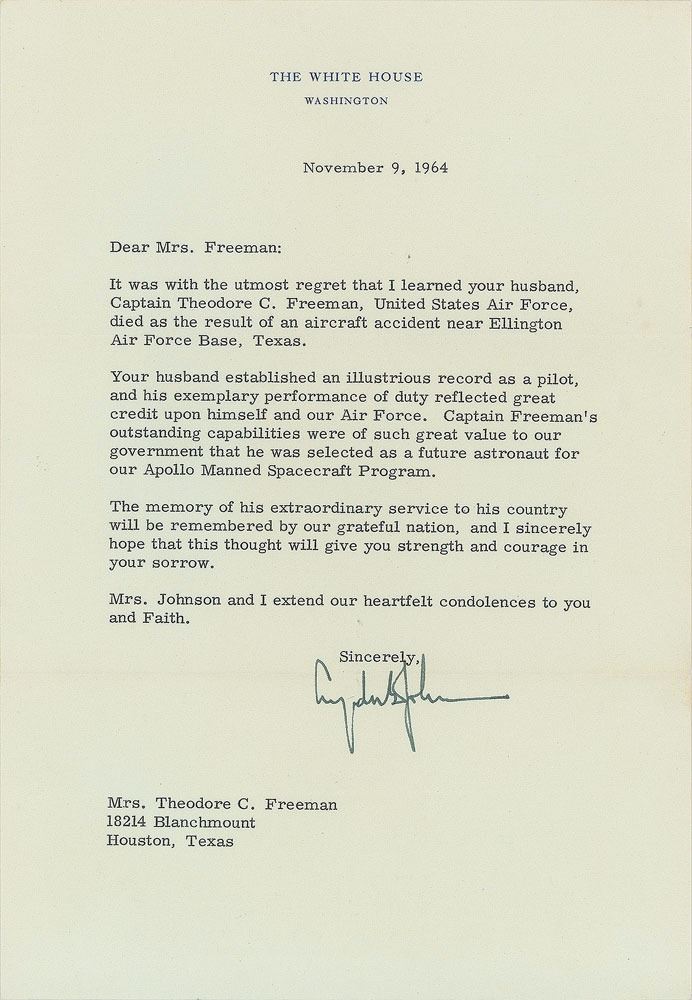 THE WHITE HOUSE
WASHINGTON
November 9, 1964
Dear Mrs. Freeman:
It was with the utmost regret that I learned your husband,
Captain Theodore C. Freeman, United States Air Force,
died as the result of an aircraft accident near Ellington
Air Force Base, Texas.
Your husband established an illustrious record as a pilot,
and his exemplary performance of duty reflected great
credit upon himself and our Air Force. Captain Freeman's
outstanding capabilities were of such great value to our
government that he was selected as a future astronaut for
our Apollo Manned Spacecraft Program.
The memory of his extraordinary service to his country
will be remembered by our grateful nation, and I sincerely
hope that this thought will give you strength and courage in
your sorrow.
Mrs. Johnson and I extend our heartfelt condolences to you
and Faith.
Sincerely,
Lyndon B Johnson
Mrs. Theodore C. Freeman
18214 Blanchmount
Houston, Texas